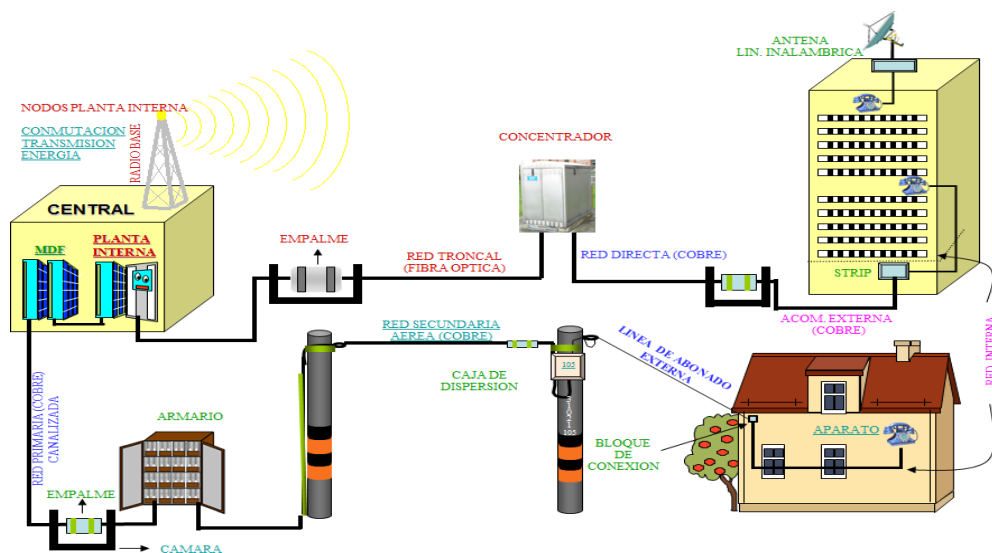 ANTENA
LIN. INALAMBRICA
NODOS PLANTA INTERNA
CONMUTACION
TRANSMISION
ENERGIA
RADIO BASE
CONCENTRADOR
CENTRAL
MDF
PLANTA
INTERNA
EMPALME
RED TRONCAL
(FIBRA OPTICA)
RED DIRECTA (COBRE)
STRIP
ACOM. EXTERNA
(COBRE)
RED INTERNA
RED SECUNDARIA
AEREA (COBRE)
CAJA DE
DISPERSION
105
105
LINEA DE ABONADO
EXTERNA
RED PRIMARIA (COBRE)
CANALIZADA
ARMARIO
BLOQUE
DE
CONEXION
APARATO
EMPALME
CAMARA